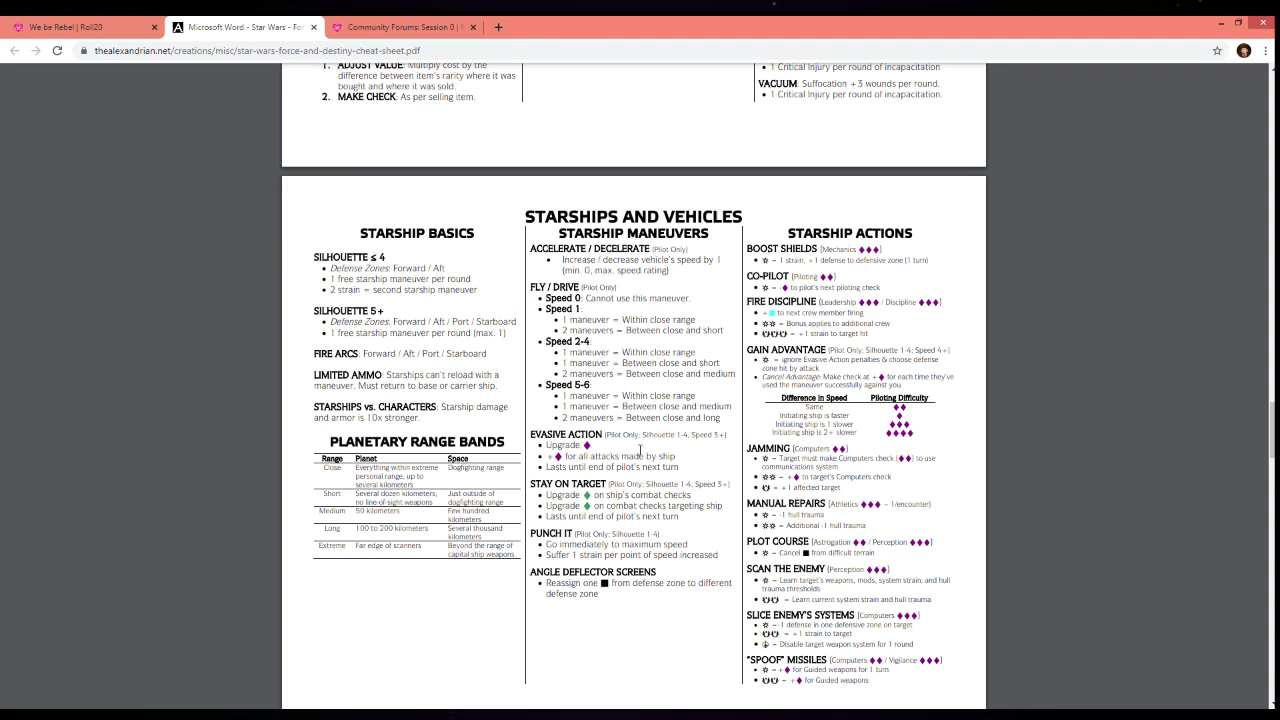 We be Rebel | Roll20
Microsoft Word - Star Wars - Fo
Community Forums: Session 0 |
thealexandrian.net/creations/misc/star-wars-force-and-destiny-cheat-sheet.pdf
1. ADJUST VALUE: Multiply cost by the
difference between item's rarity where it was
bought and where it was sold.
2. MAKE CHECK: As per selling item.
• 1 Critical Injury per round of incapacitation
VACUUM: Suffocation +3 wounds per round.
• 1 Critical Injury per round of incapacitation.
STARSHIPS AND VEHICLES
STARSHIP BASICS
SILHOUETTE ≤ 4
• Defense Zones: Forward / Aft
• 1 free starship maneuver per round
• 2 strain = second starship maneuver
SILHOUETTE 5+
• Defense Zones: Forward / Aft / Port / Starboard
• 1 free starship maneuver per round (max. 1)
FIRE ARCS: Forward / Aft / Port / Starboard
LIMITED AMMO: Starships can't reload with a
maneuver. Must return to base or carrier ship.
STARSHIPS vs. CHARACTERS: Starship damage
and armor is 10x stronger.
PLANETARY RANGE BANDS
Range Planet Space
Close Everything within extreme Dogfighting range
personal range, up to
several kilometers
Short Several dozen kilometers, Just outside of
no line-of-sight weapons dogfighting range
Medium 50 kilometers Few hundred
kilometers
Long 100 to 200 kilometers Several thousand
kilometers
Extreme Far edge of scanners Beyond the range of
capital ship weapons
STARSHIP MANEUVERS
ACCELERATE / DECELERATE (Pilot Only)
• Increase / decrease vehicle's speed by 1
(min. 0, max. speed rating)
FLY / DRIVE (Pilot Only)
• Speed 0: Cannot use this maneuver.
• Speed 1:
• 1 maneuver = Within close range
• 2 maneuvers = Between close and short
• Speed 2-4:
• 1 maneuver = Within close range
• 1 maneuver = Between close and short
• 2 maneuvers = Between close and medium
• Speed 5-6:
• 1 maneuver = Within close range
• 1 maneuver = Between close and medium
• 2 maneuvers = Between close and long
EVASIVE ACTION (Pilot Only; Silhouette 1-4, Speed 3+)
• Upgrade ♦
• +♦ for all attacks made by ship
• Lasts until end of pilot's next turn
STAY ON TARGET (Pilot Only; Silhouette 1-4, Speed 3+)
• Upgrade ♦ on ship's combat checks
• Upgrade ♦ on combat checks targeting ship
• Lasts until end of pilot's next turn
PUNCH IT (Pilot Only; Silhouette 1-4)
• Go immediately to maximum speed
• Suffer 1 strain per point of speed increased
ANGLE DEFLECTOR SCREENS
• Reassign one ■ from defense zone to different
defense zone
STARSHIP ACTIONS
BOOST SHIELDS (Mechanics ♦♦♦)
• = 1 strain, +1 defense to defensive zone (1 turn)
CO-PILOT (Piloting ♦♦)
• = -♦ to pilot's next piloting check
FIRE DISCIPLINE (Leadership ♦♦♦ / Discipline ♦♦♦)
• +■ to next crew member firing
• = Bonus applies to additional crew
• = +1 strain to target hit
GAIN ADVANTAGE (Pilot Only; Silhouette 1-4; Speed 4+)
• = ignore Evasive Action penalties & choose defense
zone hit by attack
• Cancel Advantage: Make check at +♦ for each time they've
used the maneuver successfully against you.
Difference in Speed Piloting Difficulty
Same ♦♦
Initiating ship is faster ♦
Initiating ship is 1 slower ♦♦♦
Initiating ship is 2+ slower ♦♦♦♦
JAMMING (Computers ♦♦)
• = Target must make Computers check (♦♦) to use
communications system
• = +♦ to target's Computers check
• = +1 affected target
MANUAL REPAIRS (Athletics ♦♦♦ – 1/encounter)
• = -1 hull trauma
• = Additional -1 hull trauma
PLOT COURSE (Astrogation ♦♦ / Perception ♦♦♦)
• = Cancel ■ from difficult terrain
SCAN THE ENEMY (Perception ♦♦♦)
• = Learn target's weapons, mods, system strain, and hull
trauma thresholds
• = Learn current system strain and hull trauma
SLICE ENEMY'S SYSTEMS (Computers ♦♦♦)
• = -1 defense in one defensive zone on target
• = +1 strain to target
• = Disable target weapon system for 1 round
"SPOOF" MISSILES (Computers ♦♦ / Vigilance ♦♦♦)
• = +♦ for Guided weapons for 1 turn
• = +♦ for Guided weapons